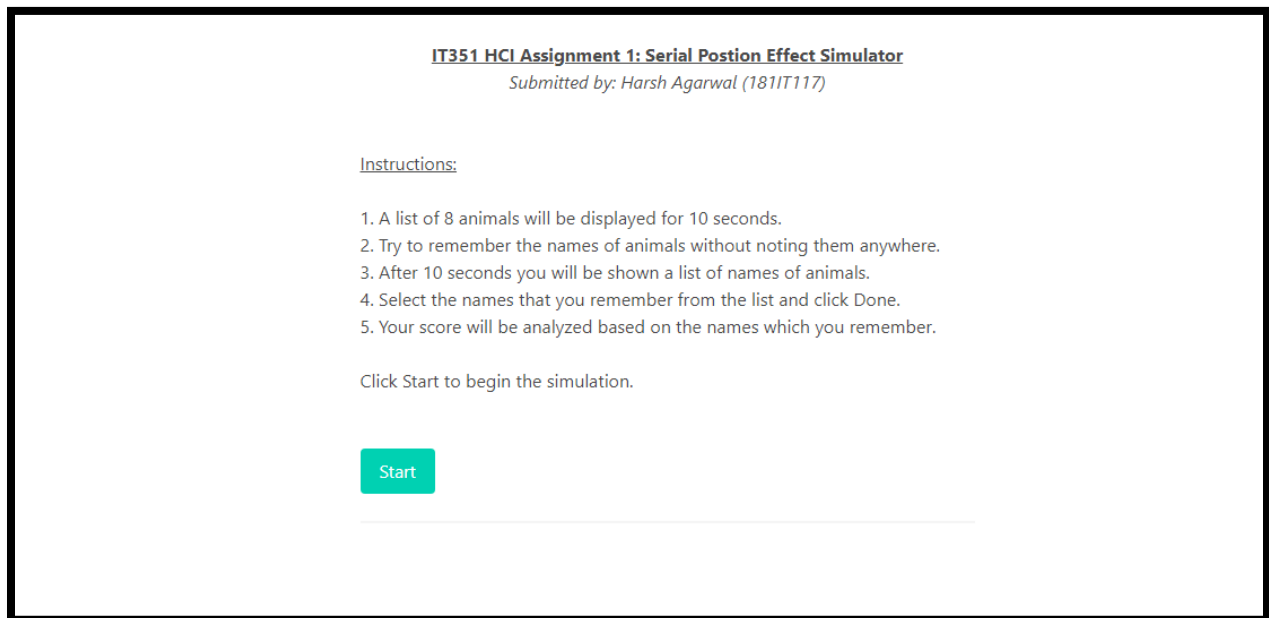 IT351 HCI Assignment 1: Serial Postion Effect Simulator
Submitted by: Harsh Agarwal (181IT117)
Instructions:
1. A list of 8 animals will be displayed for 10 seconds.
2. Try to remember the names of animals without noting them anywhere.
3. After 10 seconds you will be shown a list of names of animals.
4. Select the names that you remember from the list and click Done.
5. Your score will be analyzed based on the names which you remember.
Click Start to begin the simulation.
Start